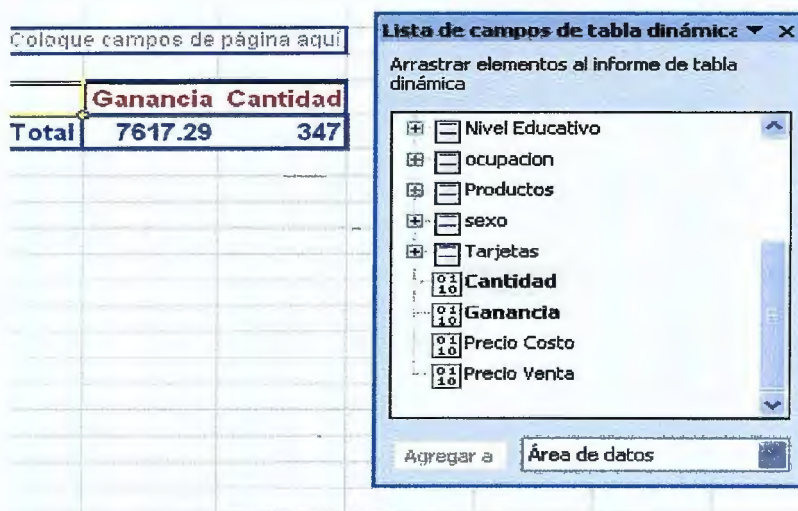 Coloque campos de página aquí
Ganancia Cantidad
Total 7617.29 347
Lista de campos de tabla dinámica
Arrastrar elementos al informe de tabla
dinámica
Nivel Educativo
ocupacion
Productos
sexo
Tarjetas
Cantidad
Ganancia
Precio Costo
Precio Venta
Agregar a
Área de datos